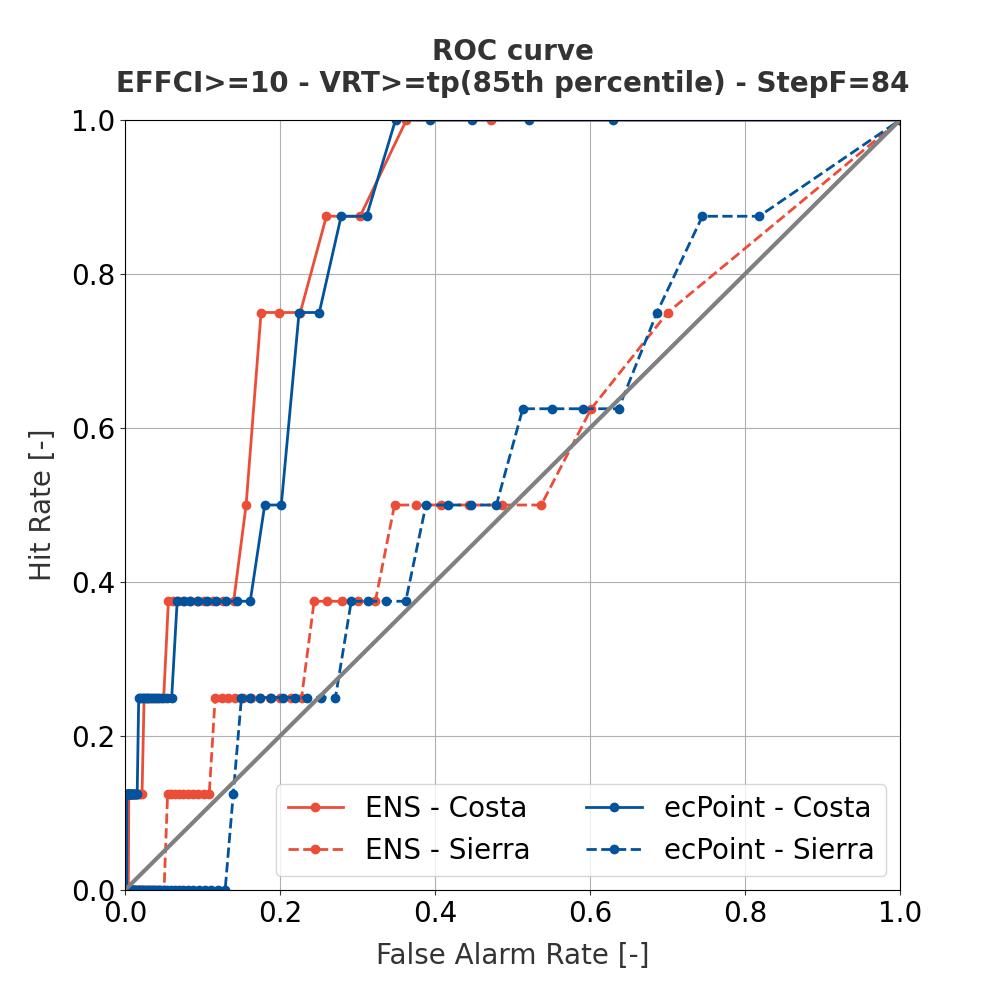 ROC curve
EFFCI>=10 - VRT>=tp(85th percentile) - StepF=84
1.0
0.8
0.6
0.4
0.2
0.0
Hit Rate [-]
ENS - Costa
ENS - Sierra
ecPoint - Costa
ecPoint - Sierra
0.0 0.2 0.4 0.6 0.8 1.0
False Alarm Rate [-]